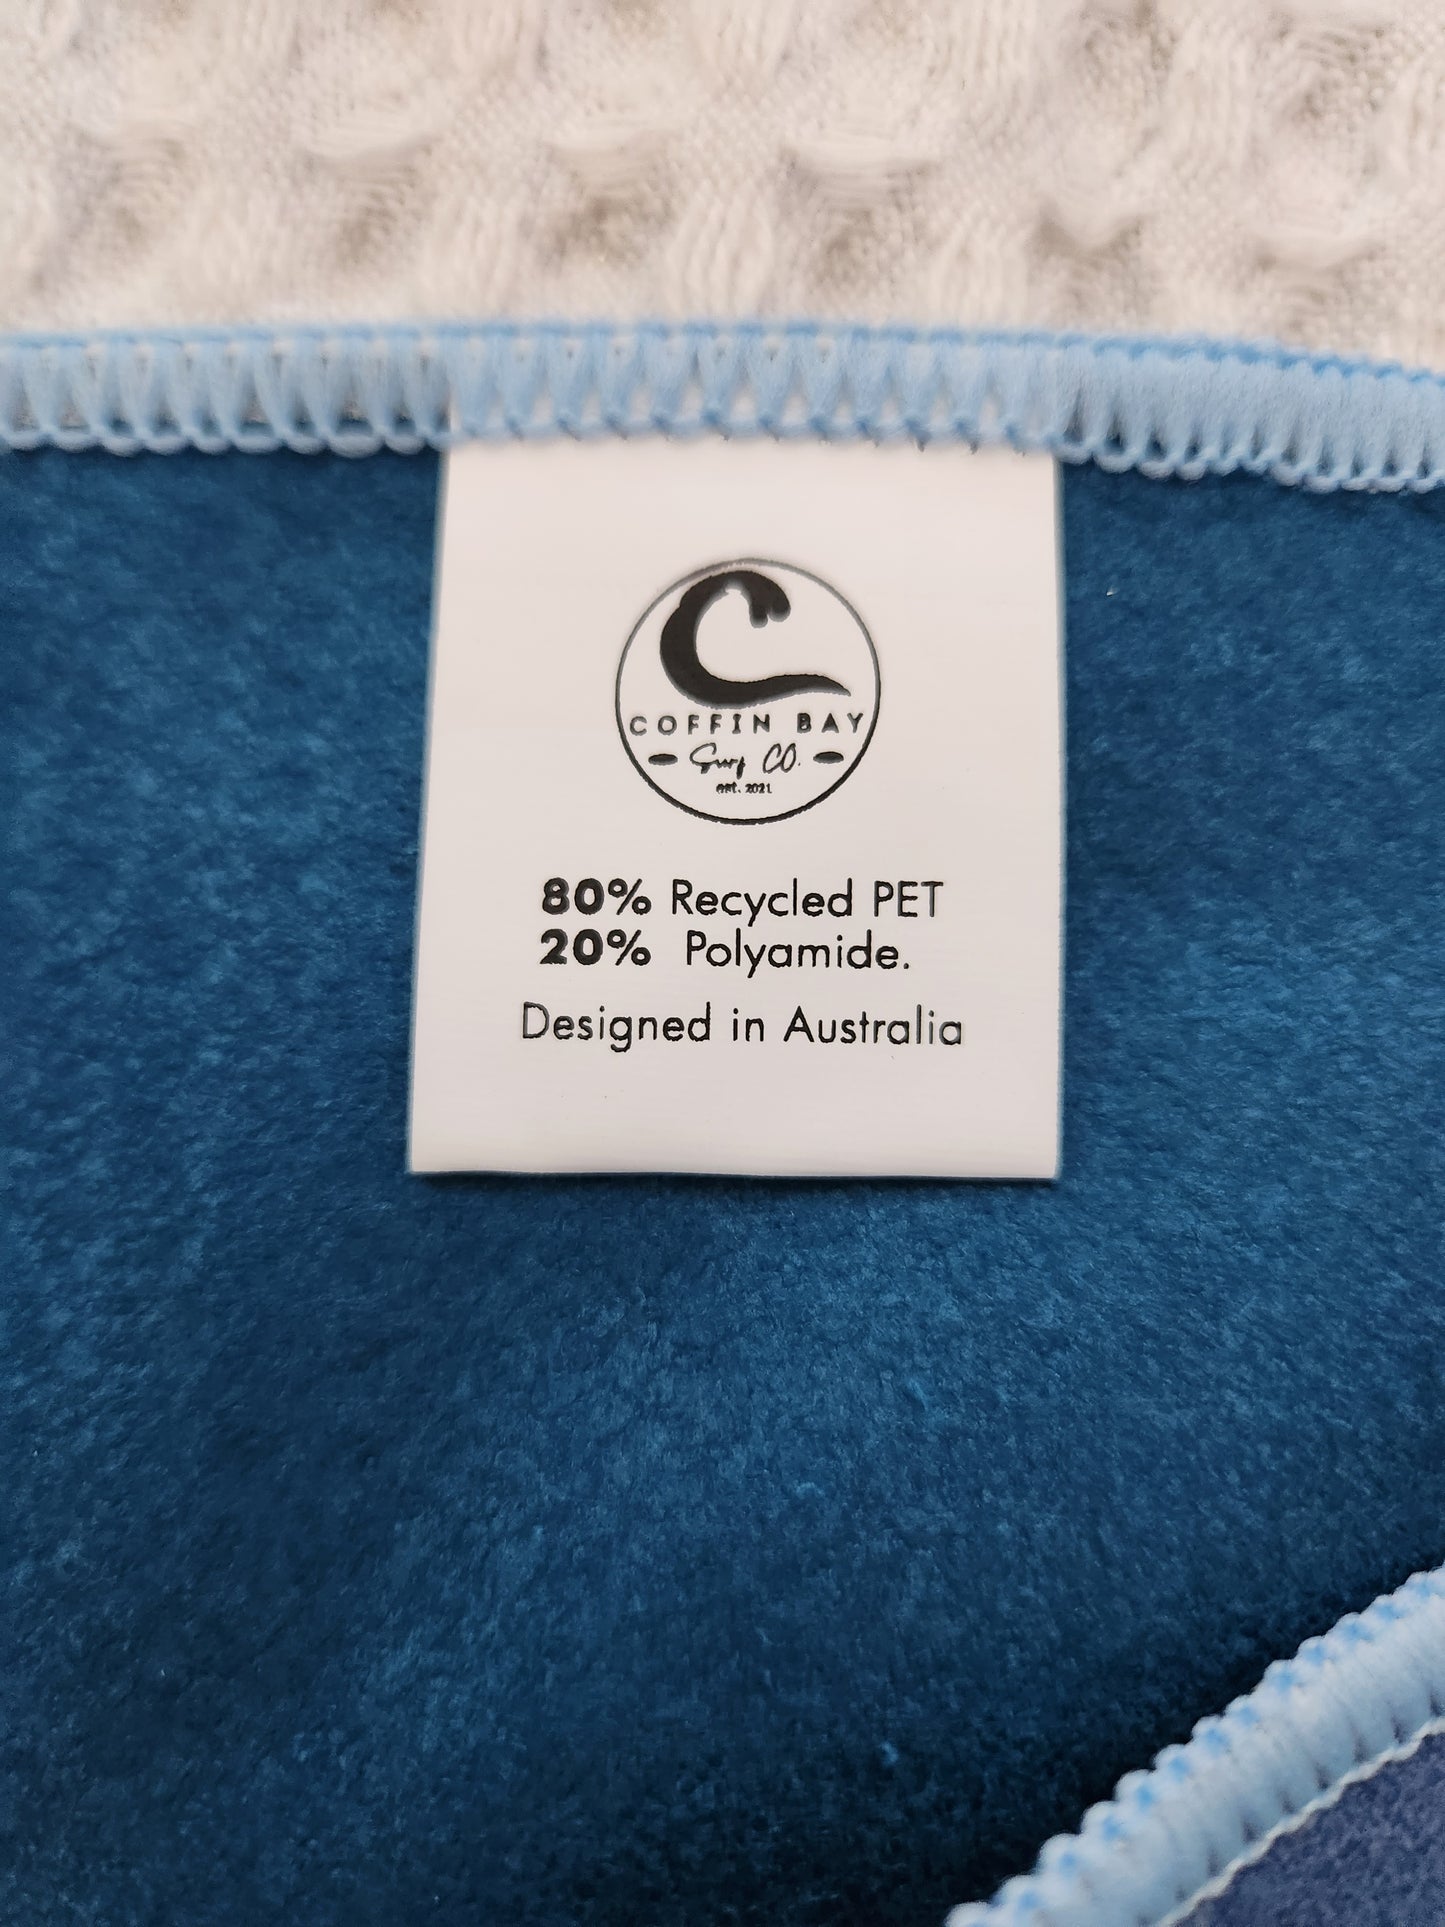 COFFIN BAY
Surf CO.
est. 2021
80% Recycled PET
20% Polyamide.
Designed in Australia